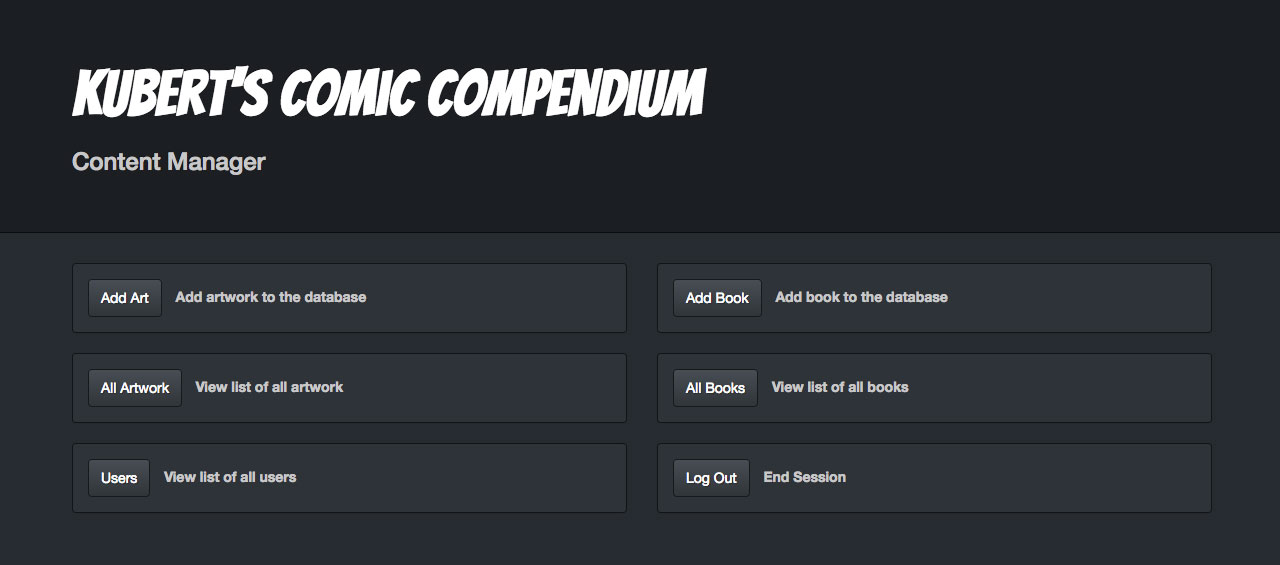 KUBERT'S COMIC COMPENDIUM
Content Manager
Add Art Add artwork to the database
Add Book Add book to the database
All Artwork View list of all artwork
All Books View list of all books
Users View list of all users
Log Out End Session